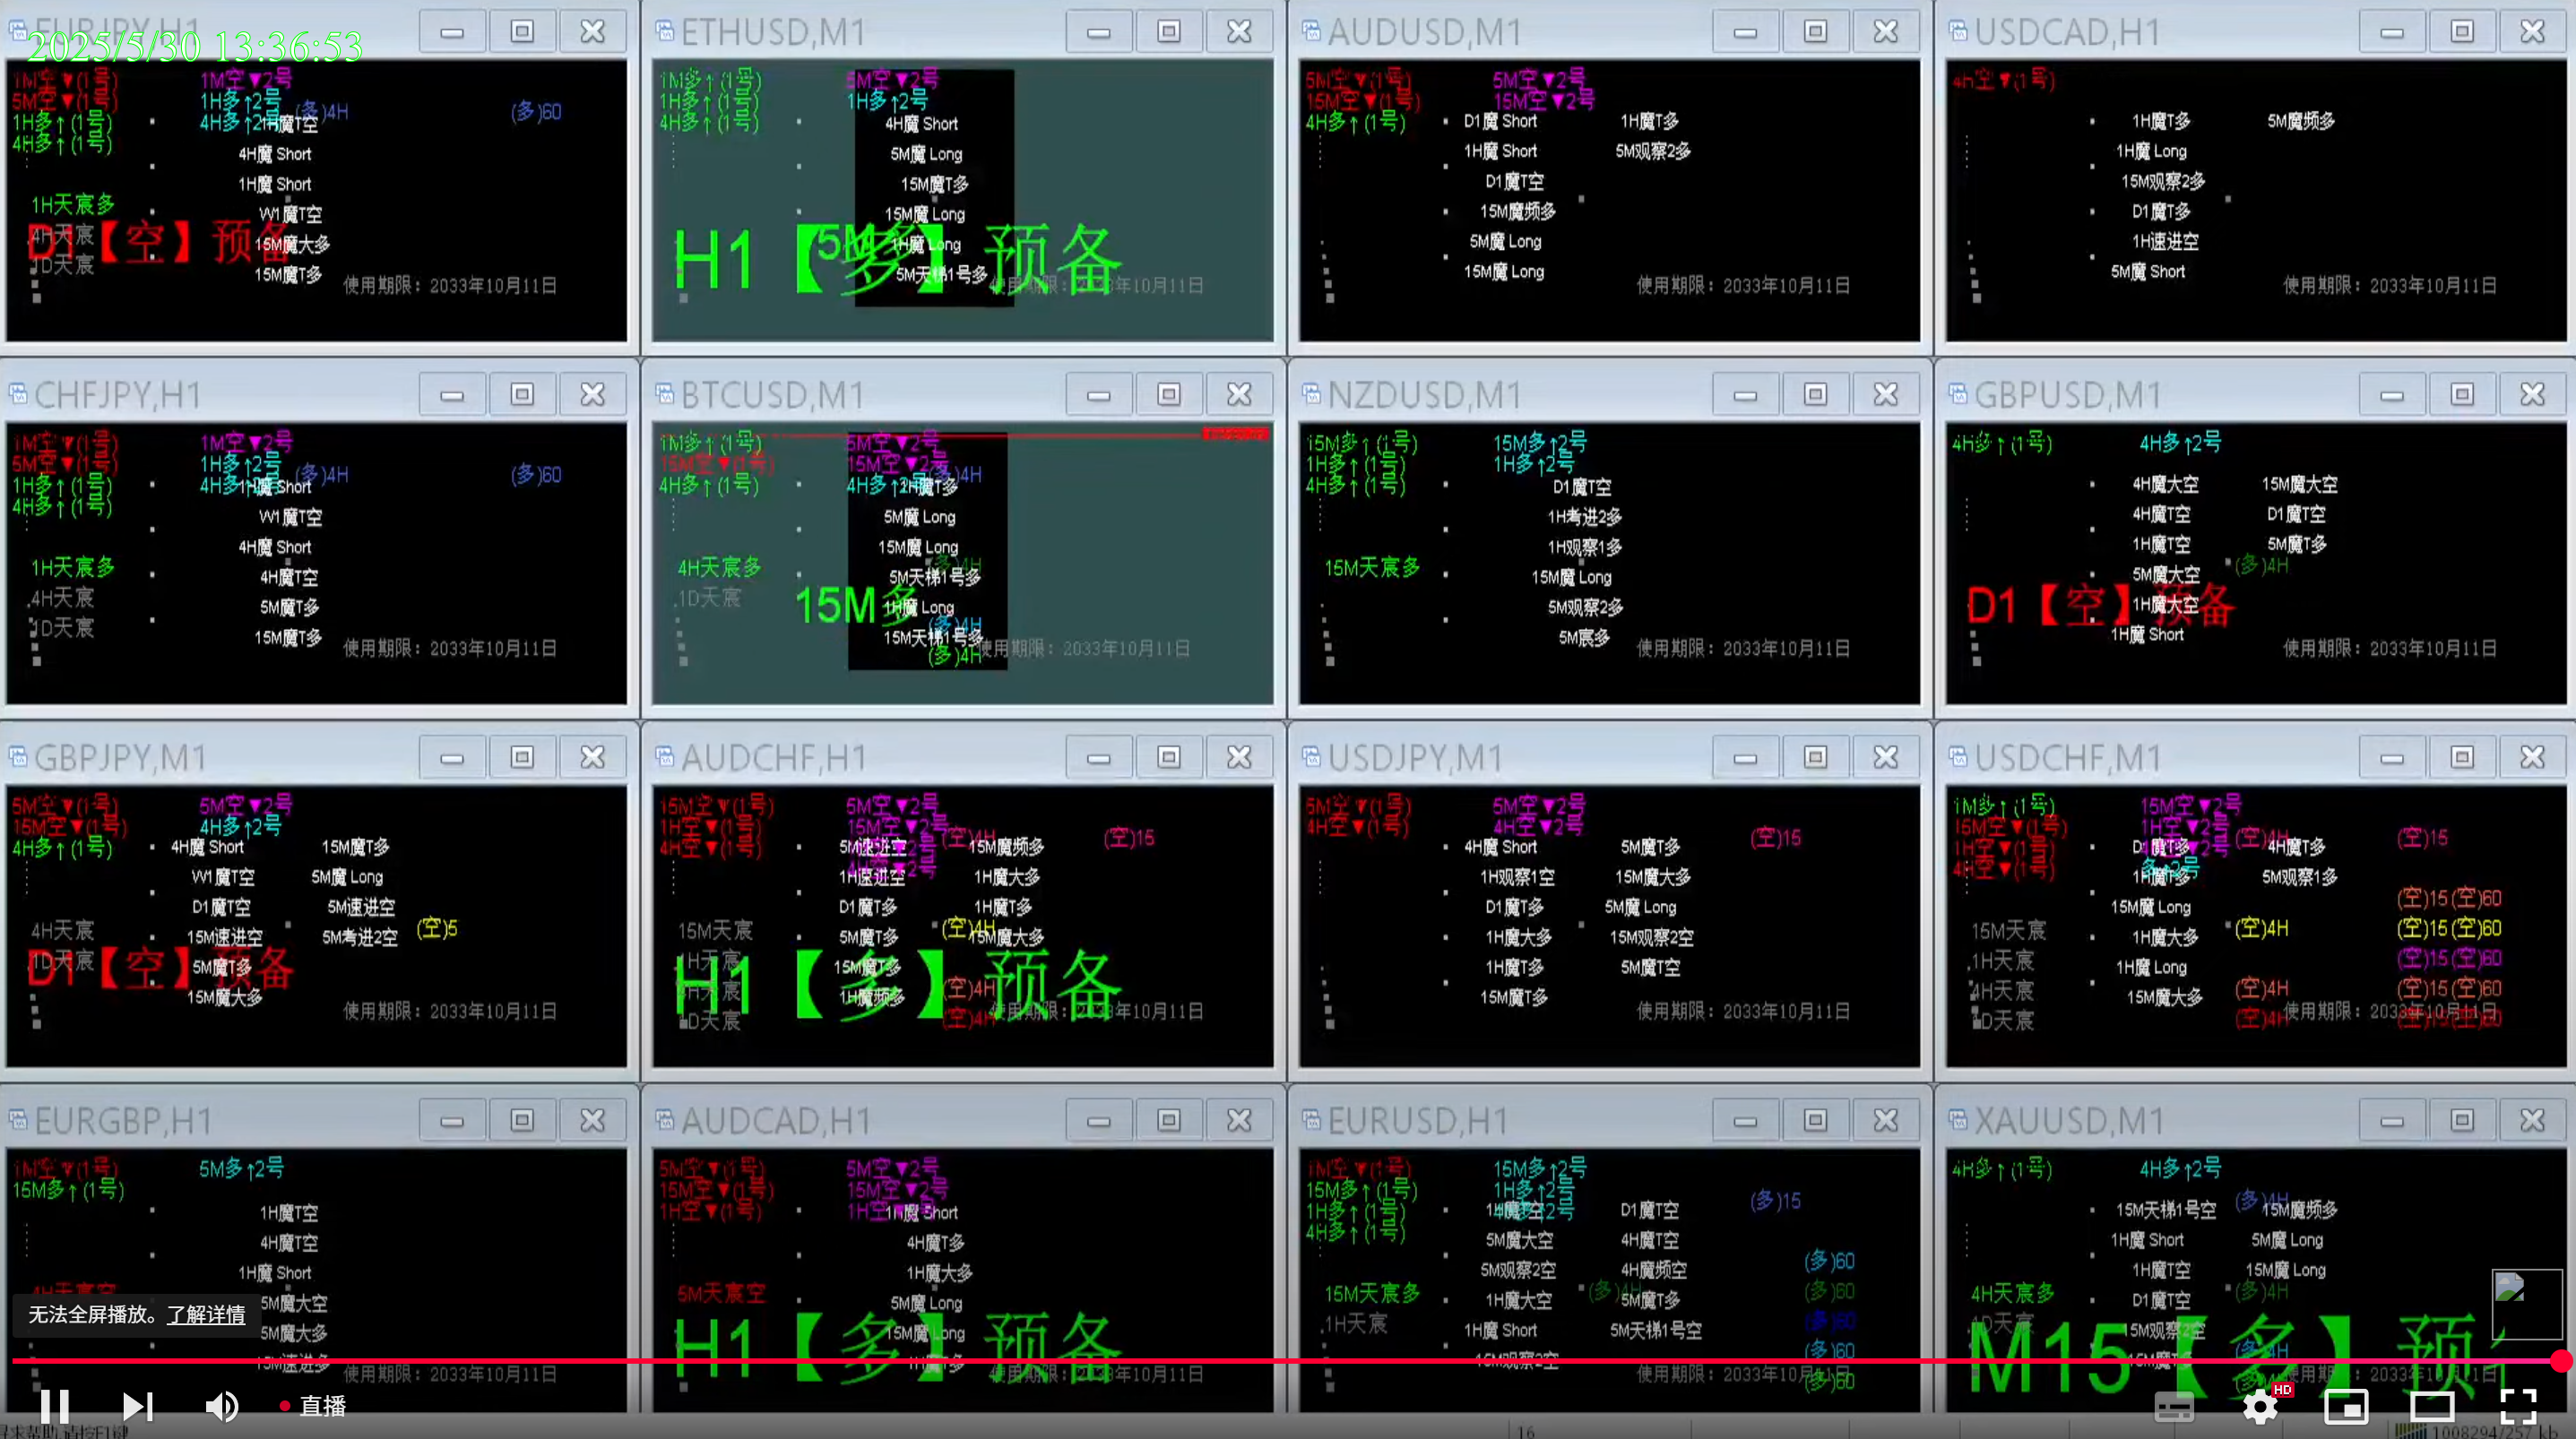 2025/5/30 13:36:53
EURJPY,H1
1M空▼(1号)
5M空▼(1号)
1H多↑(1号)
4H多↑(1号)
1M空▼2号
1H多↑2号
4H多↑2号
(多)4H
(多)60
1H魔T空
4H魔 Short
1H魔 Short
W1魔T空
15M魔大多
15M魔T多
1H天宸多
4H天宸
1D天宸
D1【空】预备
使用期限：2033年10月11日
ETHUSD,M1
1M多↑(1号)
1H多↑(1号)
4H多↑(1号)
5M空▼2号
1H多↑2号
4H魔 Short
5M魔 Long
15M魔T多
15M魔 Long
1H魔 Long
5M天梯1号多
H1【多】预备
使用期限：2033年10月11日
AUDUSD,M1
5M空▼(1号)
15M空▼(1号)
4H多↑(1号)
5M空▼2号
15M空▼2号
D1魔 Short
1H魔T多
1H魔 Short
5M观察2多
D1魔T空
15M魔频多
5M魔 Long
15M魔 Long
使用期限：2033年10月11日
USDCAD,H1
4H空▼(1号)
1H魔T多
5M魔频多
1H魔 Long
15M观察2多
D1魔T多
1H速进空
5M魔 Short
使用期限：2033年10月11日
CHFJPY,H1
1M空▼(1号)
5M空▼(1号)
1H多↑(1号)
4H多↑(1号)
1M空▼2号
1H多↑2号
4H多↑2号
(多)4H
(多)60
1H魔 Short
W1魔T空
4H魔 Short
4H魔T空
5M魔T多
15M魔T多
1H天宸多
4H天宸
1D天宸
使用期限：2033年10月11日
BTCUSD,M1
1M多↑(1号)
15M空▼(1号)
4H多↑(1号)
5M空▼2号
15M空▼2号
4H多↑2号
(多)4H
5M魔 Long
15M魔 Long
(多)4H
5M天梯1号多
1H魔 Long
(多)4H
15M天梯1号多
(多)4H
4H天宸多
1D天宸
15M多
使用期限：2033年10月11日
NZDUSD,M1
15M多↑(1号)
1H多↑(1号)
4H多↑(1号)
15M多↑2号
1H多↑2号
D1魔T空
1H考进2多
1H观察1多
15M魔 Long
5M观察2多
5M宸多
15M天宸多
使用期限：2033年10月11日
GBPUSD,M1
4H多↑(1号)
4H多↑2号
4H魔大空
15M魔大空
4H魔T空
D1魔T空
1H魔T空
5M魔T多
5M魔大空
(多)4H
1H魔大空
1H魔 Short
D1【空】预备
使用期限：2033年10月11日
GBPJPY,M1
5M空▼(1号)
15M空▼(1号)
4H多↑(1号)
5M空▼2号
4H多↑2号
4H魔 Short
15M魔T多
W1魔T空
5M魔 Long
D1魔T空
5M速进空
15M速进空
5M考进2空
(空)5
5M魔T多
15M魔大多
4H天宸
1D天宸
D1【空】预备
使用期限：2033年10月11日
AUDCHF,H1
15M空▼(1号)
1H空▼(1号)
4H空▼(1号)
5M空▼2号
15M空▼2号
(空)4H
(空)15
5M速进空
15M魔频多
1H速进空
1H魔大多
D1魔T多
1H魔T多
5M魔T多
(空)4H
15M魔大多
15M魔T多
1H魔频多
(空)4H
(空)4H
15M天宸
1H天宸
4H天宸
1D天宸
H1【多】预备
使用期限：2033年10月11日
USDJPY,M1
5M空▼(1号)
4H空▼(1号)
5M空▼2号
4H空▼2号
(空)15
4H魔 Short
5M魔T多
1H观察1空
15M魔大多
D1魔T多
5M魔 Long
1H魔大多
15M观察2空
1H魔T多
5M魔T空
15M魔T多
使用期限：2033年10月11日
USDCHF,M1
1M多↑(1号)
15M空▼(1号)
1H空▼(1号)
4H空▼(1号)
15M空▼2号
1H空▼2号
(空)4H
(空)15
D1魔T多
4H魔T多
1H魔T多
5M观察1多
15M魔 Long
(空)15 (空)60
1H魔大多
(空)4H
(空)15 (空)60
1H魔 Long
(空)15 (空)60
15M魔大多
(空)4H
(空)15 (空)60
(空)4H
(空)15 (空)60
15M天宸
1H天宸
4H天宸
1D天宸
使用期限：2033年10月11日
EURGBP,H1
1M空▼(1号)
15M多↑(1号)
5M多↑2号
1H魔T空
4H魔T空
1H魔 Short
5M魔大空
5M魔大多
15M速进多
4H天宸空
使用期限：2033年10月11日
AUDCAD,H1
5M空▼(1号)
15M空▼(1号)
1H空▼(1号)
5M空▼2号
15M空▼2号
1H空▼2号
1H魔 Short
4H魔T多
1H魔大多
5M魔 Long
15M魔 Long
1H魔T多
5M天宸空
H1【多】预备
使用期限：2033年10月11日
EURUSD,H1
1M空▼(1号)
15M多↑(1号)
1H多↑(1号)
4H多↑(1号)
15M多↑2号
1H多↑2号
(多)15
D1魔T空
5M魔大空
4H魔T空
5M观察2空
4H魔频空
(多)60
1H魔大空
(多)4H
5M魔T多
(多)60
1H魔 Short
5M天梯1号空
(多)60
15M观察2空
(多)60
(多)60
15M天宸多
1H天宸
使用期限：2033年10月11日
XAUUSD,M1
4H多↑(1号)
4H多↑2号
(多)4H
15M天梯1号空
15M魔频多
1H魔 Short
5M魔 Long
1H魔T空
15M魔 Long
D1魔T空
(多)4H
15M观察2空
4H天宸多
1D天宸
M15【多】预备
使用期限：2033年10月11日
无法全屏播放。了解详情
直播
HD
寻求帮助,请按F1键
16
1008294/257 kb